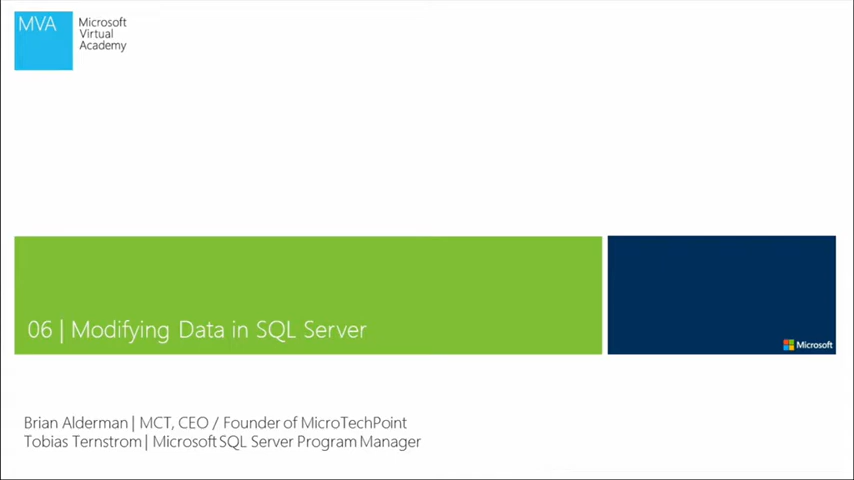 MVA
Microsoft
Virtual
Academy
06 | Modifying Data in SQL Server
Microsoft
Brian Alderman | MCT, CEO / Founder of MicroTechPoint
Tobias Ternstrom | Microsoft SQL Server Program Manager